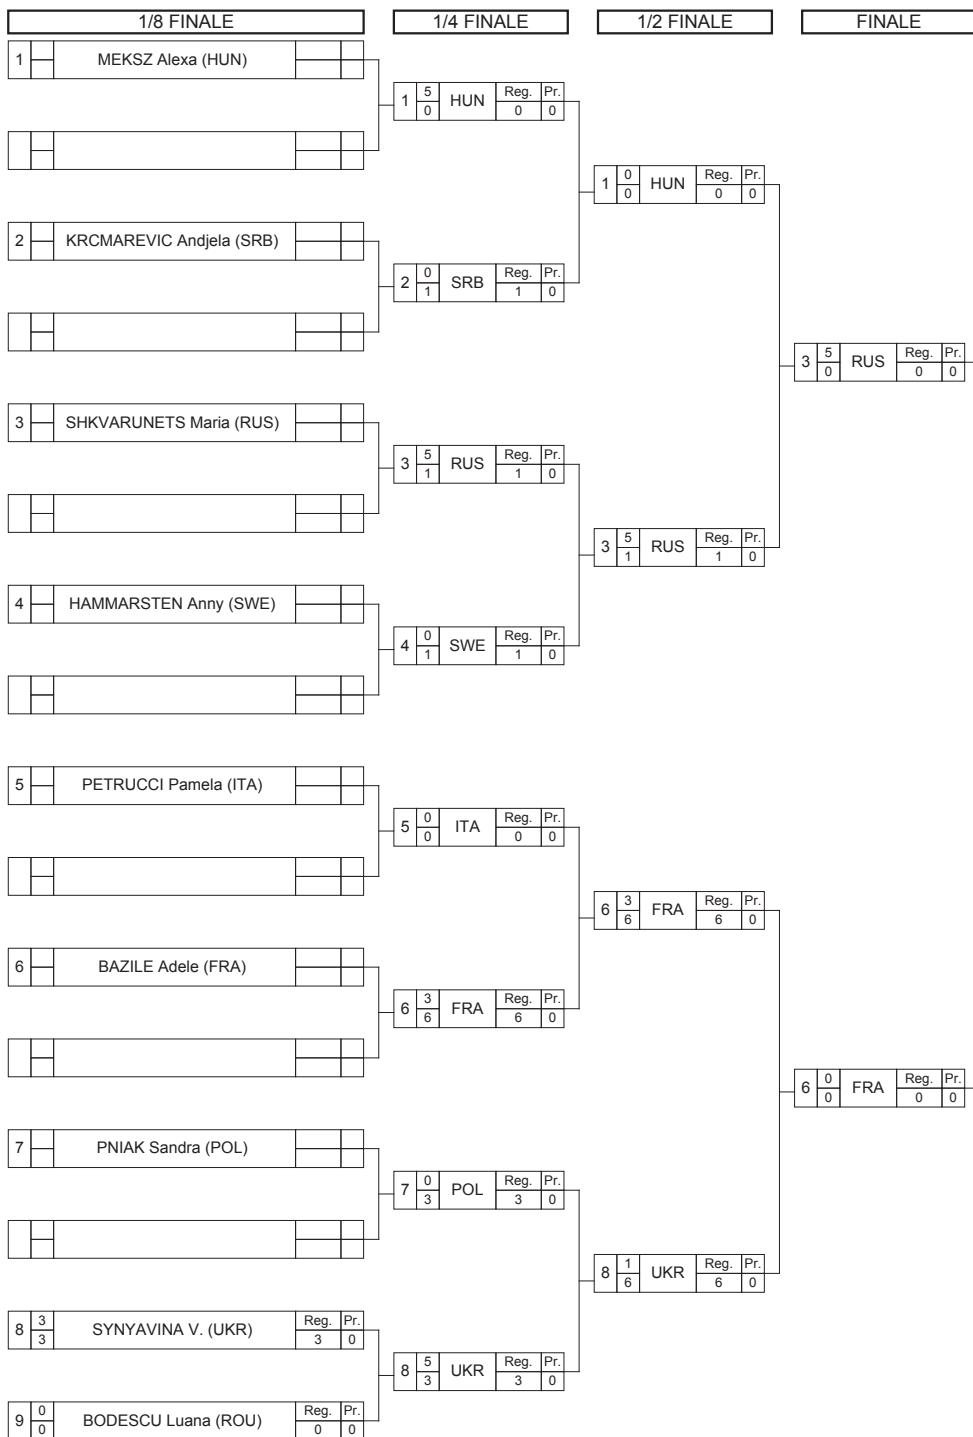 1/8 FINALE 1/4 FINALE 1/2 FINALE FINALE
1 MEKSZ Alexa (HUN)
1 5 0 HUN Reg. 0 Pr. 0
1 0 0 HUN Reg. 0 Pr. 0
2 KRCMAREVIC Andjela (SRB)
2 0 1 SRB Reg. 1 Pr. 0
3 5 0 RUS Reg. 0 Pr. 0
3 SHKVARUNETS Maria (RUS)
3 5 1 RUS Reg. 1 Pr. 0
3 5 1 RUS Reg. 1 Pr. 0
4 HAMMARSTEN Anny (SWE)
4 0 1 SWE Reg. 1 Pr. 0
5 PETRUCCI Pamela (ITA)
5 0 0 ITA Reg. 0 Pr. 0
6 3 6 FRA Reg. 6 Pr. 0
6 BAZILE Adele (FRA)
6 3 6 FRA Reg. 6 Pr. 0
6 0 0 FRA Reg. 0 Pr. 0
7 PNIAK Sandra (POL)
7 0 3 POL Reg. 3 Pr. 0
8 1 6 UKR Reg. 6 Pr. 0
8 3 3 SYNYAVINA V. (UKR) Reg. 3 Pr. 0
8 5 3 UKR Reg. 3 Pr. 0
9 0 0 BODESCU Luana (ROU) Reg. 0 Pr. 0